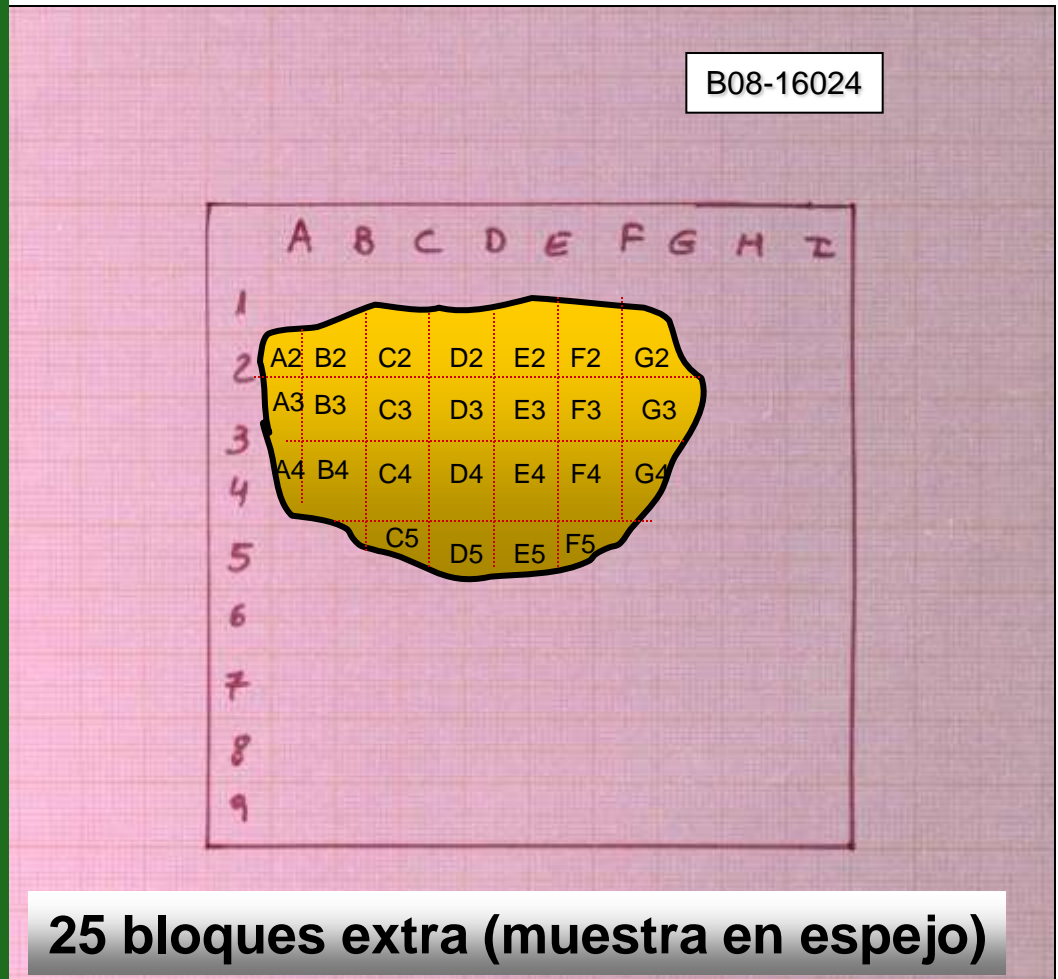 B08-16024
A B C D E F G H I
1
2 A2 B2 C2 D2 E2 F2 G2
A3 B3 C3 D3 E3 F3 G3
3
A4 B4 C4 D4 E4 F4 G4
4
C5 D5 E5 F5
5
6
7
8
9
25 bloques extra (muestra en espejo)